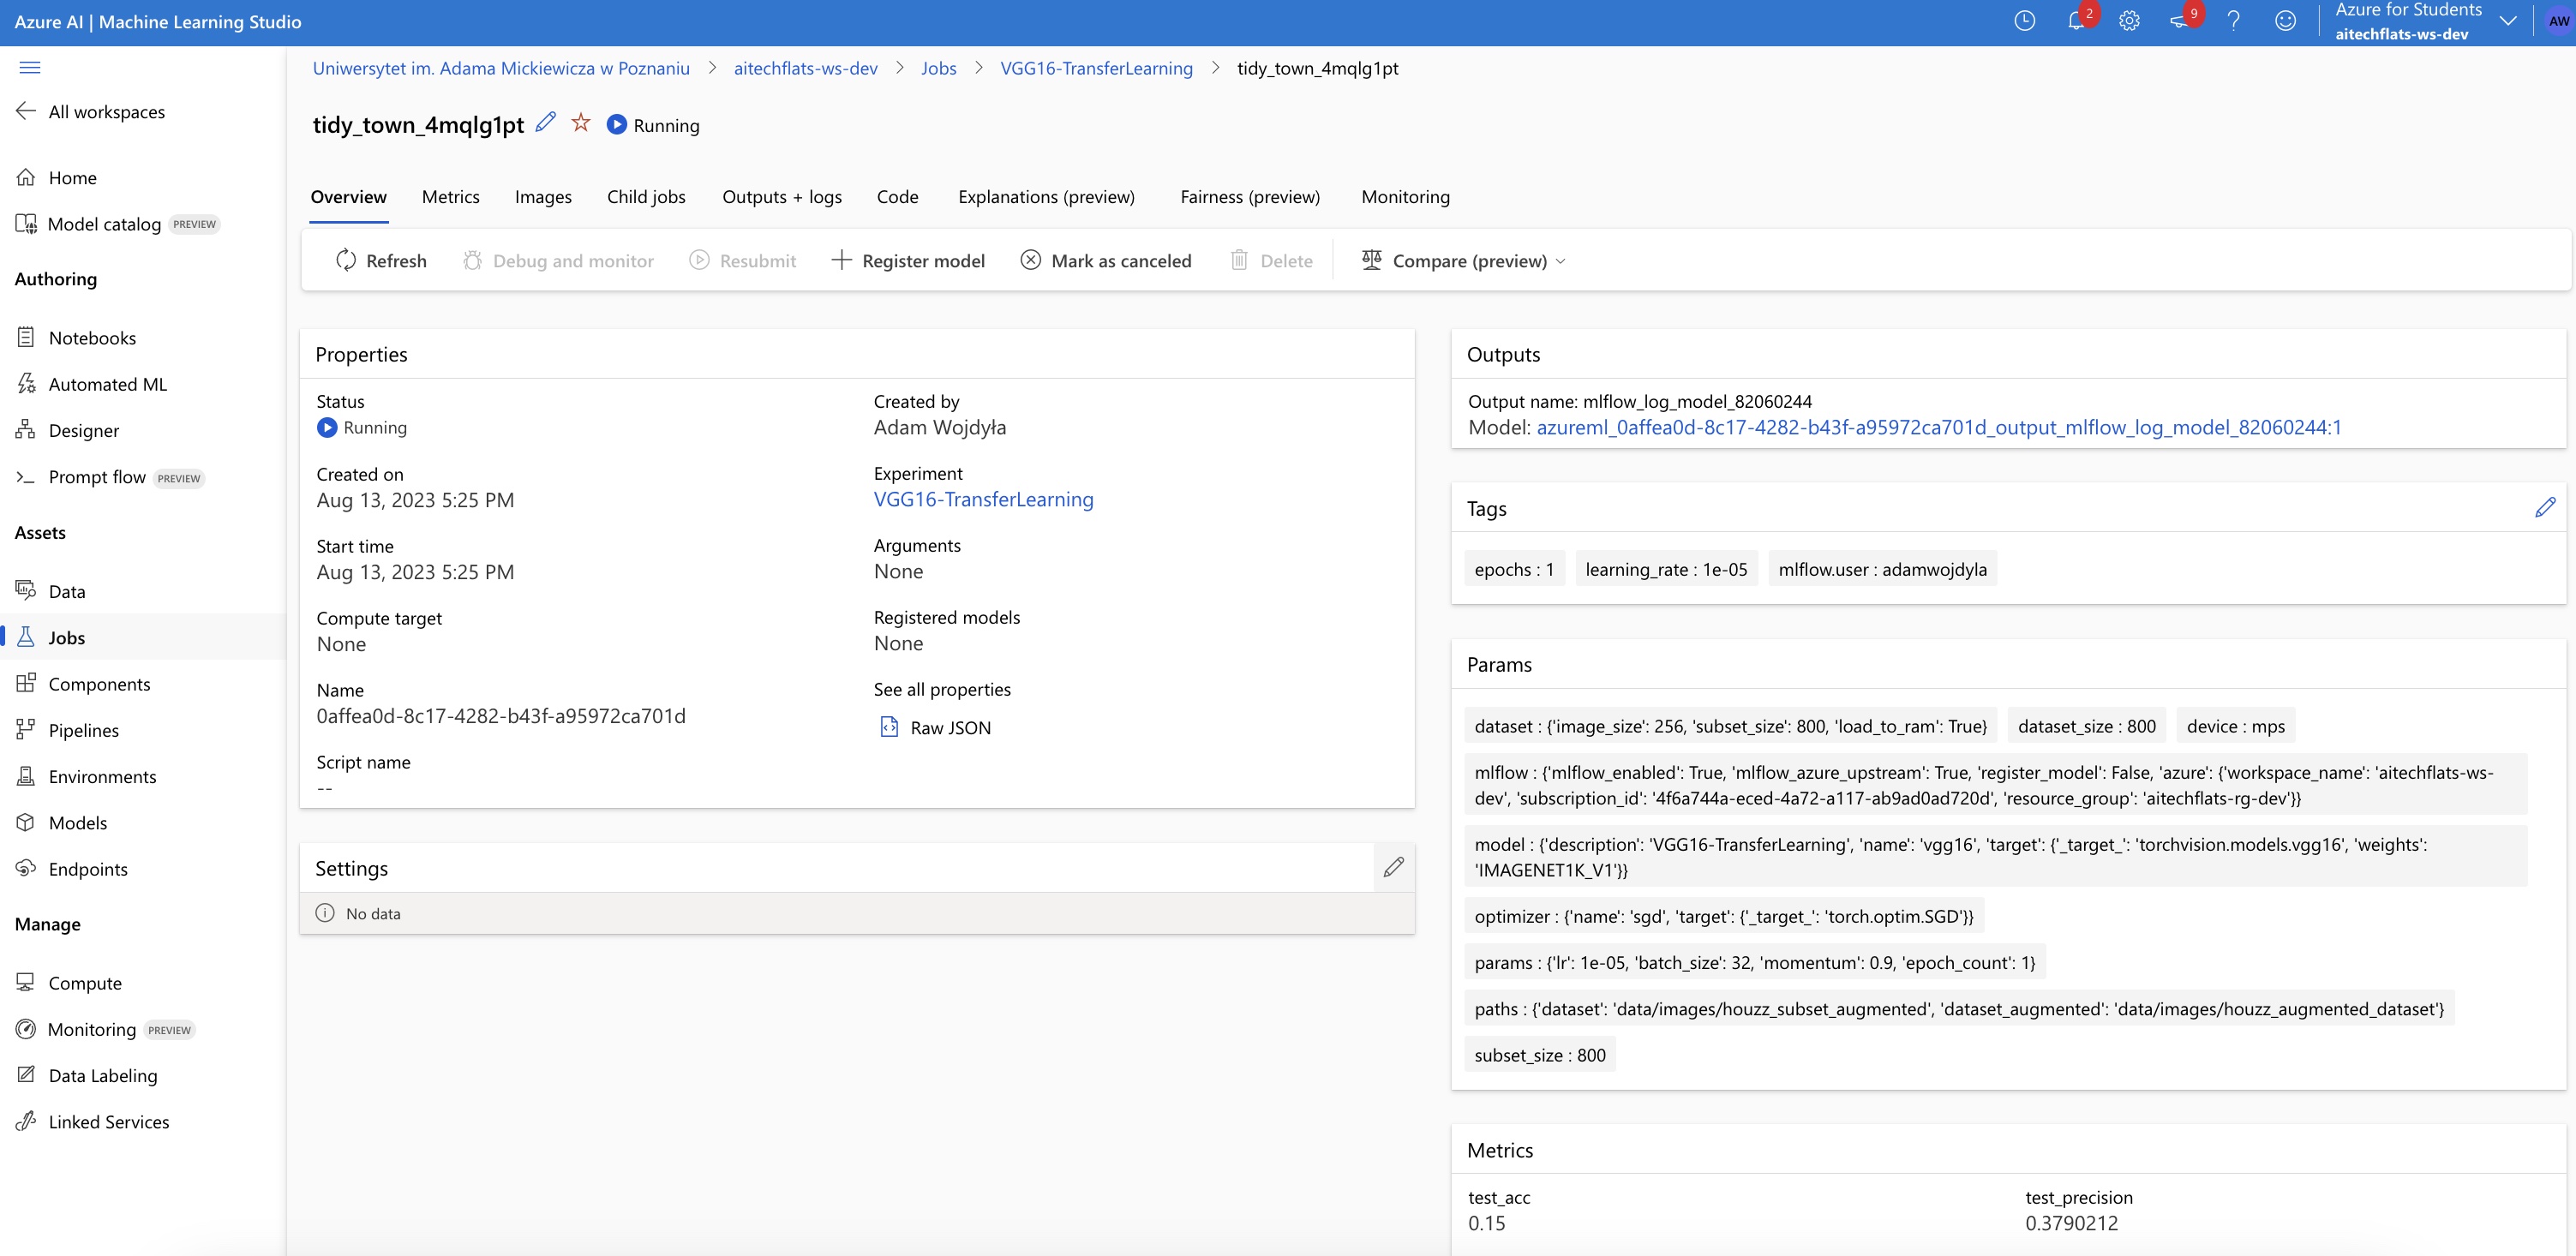 Azure AI | Machine Learning Studio
2
9
Azure for Students
aitechflats-ws-dev
AW
All workspaces
Home
Model catalog PREVIEW
Authoring
Notebooks
Automated ML
Designer
Prompt flow PREVIEW
Assets
Data
Jobs
Components
Pipelines
Environments
Models
Endpoints
Manage
Compute
Monitoring PREVIEW
Data Labeling
Linked Services
Uniwersytet im. Adama Mickiewicza w Poznaniu > aitechflats-ws-dev > Jobs > VGG16-TransferLearning > tidy_town_4mqlg1pt
tidy_town_4mqlg1pt Running
Overview Metrics Images Child jobs Outputs + logs Code Explanations (preview) Fairness (preview) Monitoring
Refresh Debug and monitor Resubmit Register model Mark as canceled Delete Compare (preview)
Properties
Status
Running
Created on
Aug 13, 2023 5:25 PM
Start time
Aug 13, 2023 5:25 PM
Compute target
None
Name
0affea0d-8c17-4282-b43f-a95972ca701d
Script name
--
Created by
Adam Wojdyła
Experiment
VGG16-TransferLearning
Arguments
None
Registered models
None
See all properties
Raw JSON
Settings
No data
Outputs
Output name: mlflow_log_model_82060244
Model: azureml_0affea0d-8c17-4282-b43f-a95972ca701d_output_mlflow_log_model_82060244:1
Tags
epochs : 1 learning_rate : 1e-05 mlflow.user : adamwojdyla
Params
dataset : {'image_size': 256, 'subset_size': 800, 'load_to_ram': True} dataset_size : 800 device : mps
mlflow : {'mlflow_enabled': True, 'mlflow_azure_upstream': True, 'register_model': False, 'azure': {'workspace_name': 'aitechflats-ws-
dev', 'subscription_id': '4f6a744a-eced-4a72-a117-ab9ad0ad720d', 'resource_group': 'aitechflats-rg-dev'}}
model : {'description': 'VGG16-TransferLearning', 'name': 'vgg16', 'target': {'_target_': 'torchvision.models.vgg16', 'weights':
'IMAGENET1K_V1'}}
optimizer : {'name': 'sgd', 'target': {'_target_': 'torch.optim.SGD'}}
params : {'lr': 1e-05, 'batch_size': 32, 'momentum': 0.9, 'epoch_count': 1}
paths : {'dataset': 'data/images/houzz_subset_augmented', 'dataset_augmented': 'data/images/houzz_augmented_dataset'}
subset_size : 800
Metrics
test_acc
0.15
test_precision
0.3790212